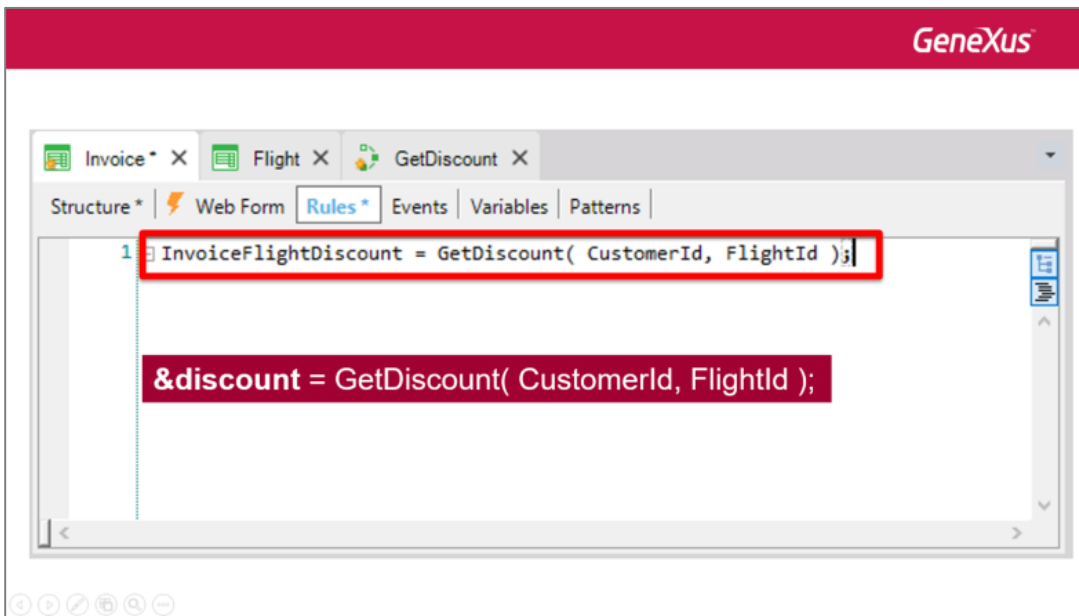 GeneXus™
Invoice * X Flight X GetDiscount X
Structure * Web Form Rules * Events Variables Patterns
1 InvoiceFlightDiscount = GetDiscount( CustomerId, FlightId );
&discount = GetDiscount( CustomerId, FlightId );